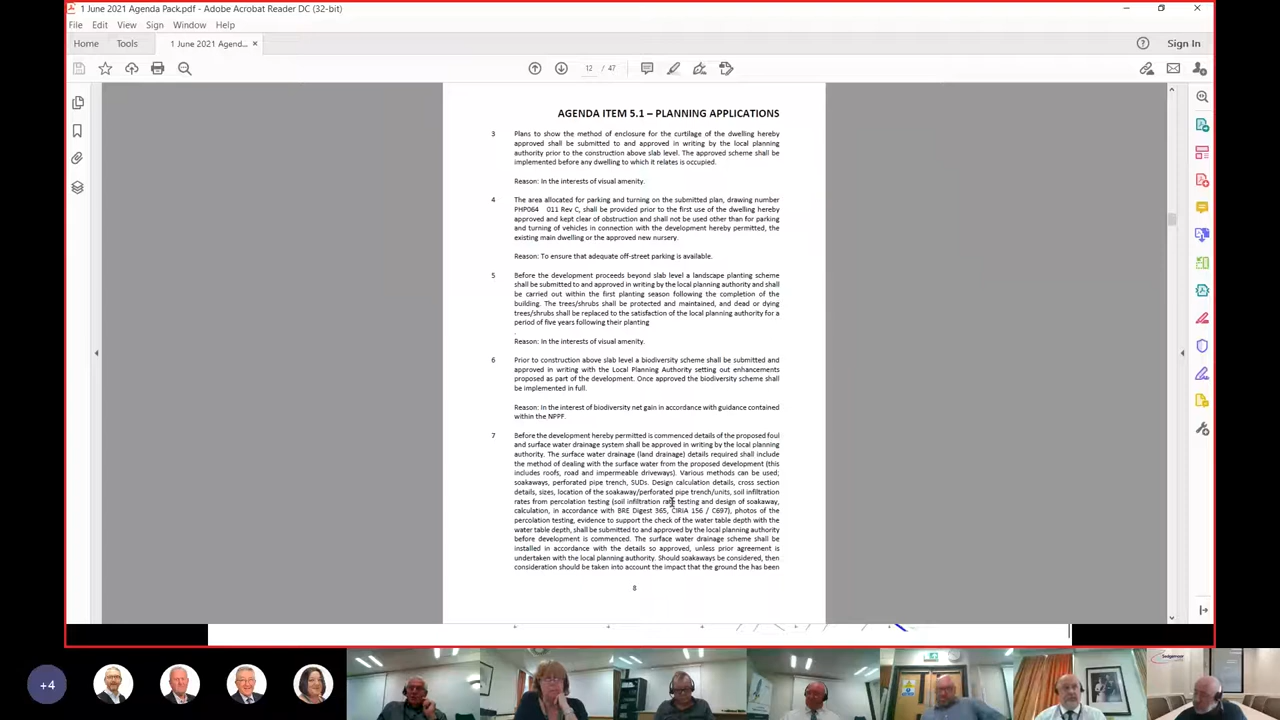 1 June 2021 Agenda Pack.pdf - Adobe Acrobat Reader DC (32-bit)
File Edit View Sign Window Help
Home Tools 1 June 2021 Agend... × Sign In
12 / 47
AGENDA ITEM 5.1 – PLANNING APPLICATIONS
3 Plans to show the method of enclosure for the curtilage of the dwelling hereby
approved shall be submitted to and approved in writing by the local planning
authority prior to the construction above slab level. The approved scheme shall be
implemented before any dwelling to which it relates is occupied.
Reason: In the interests of visual amenity.
4 The area allocated for parking and turning on the submitted plan, drawing number
PHP064 011 Rev C, shall be provided prior to the first use of the dwelling hereby
approved and kept clear of obstruction and shall not be used other than for parking
and turning of vehicles in connection with the development hereby permitted, the
existing main dwelling or the approved new nursery.
Reason: To ensure that adequate off-street parking is available.
5 Before the development proceeds beyond slab level a landscape planting scheme
shall be submitted to and approved in writing by the local planning authority and shall
be carried out within the first planting season following the completion of the
building. The trees/shrubs shall be protected and maintained, and dead or dying
trees/shrubs shall be replaced to the satisfaction of the local planning authority for a
period of five years following their planting
.
Reason: In the interests of visual amenity.
6 Prior to construction above slab level a biodiversity scheme shall be submitted and
approved in writing with the Local Planning Authority setting out enhancements
proposed as part of the development. Once approved the biodiversity scheme shall
be implemented in full.
Reason: In the interest of biodiversity net gain in accordance with guidance contained
within the NPPF.
7 Before the development hereby permitted is commenced details of the proposed foul
and surface water drainage system shall be approved in writing by the local planning
authority. The surface water drainage (land drainage) details required shall include
the method of dealing with the surface water from the proposed development (this
includes roofs, road and impermeable driveways). Various methods can be used;
soakaways, perforated pipe trench, SUDs. Design calculation details, cross section
details, sizes, location of the soakaway/perforated pipe trench/units, soil infiltration
rates from percolation testing (soil infiltration rate testing and design of soakaway,
calculation, in accordance with BRE Digest 365, CIRIA 156 / C697), photos of the
percolation testing, evidence to support the check of the water table depth with the
water table depth, shall be submitted to and approved by the local planning authority
before development is commenced. The surface water drainage scheme shall be
installed in accordance with the details so approved, unless prior agreement is
undertaken with the local planning authority. Should soakaways be considered, then
consideration should be taken into account the impact that the ground the has been
8
+4
Sedgemoor